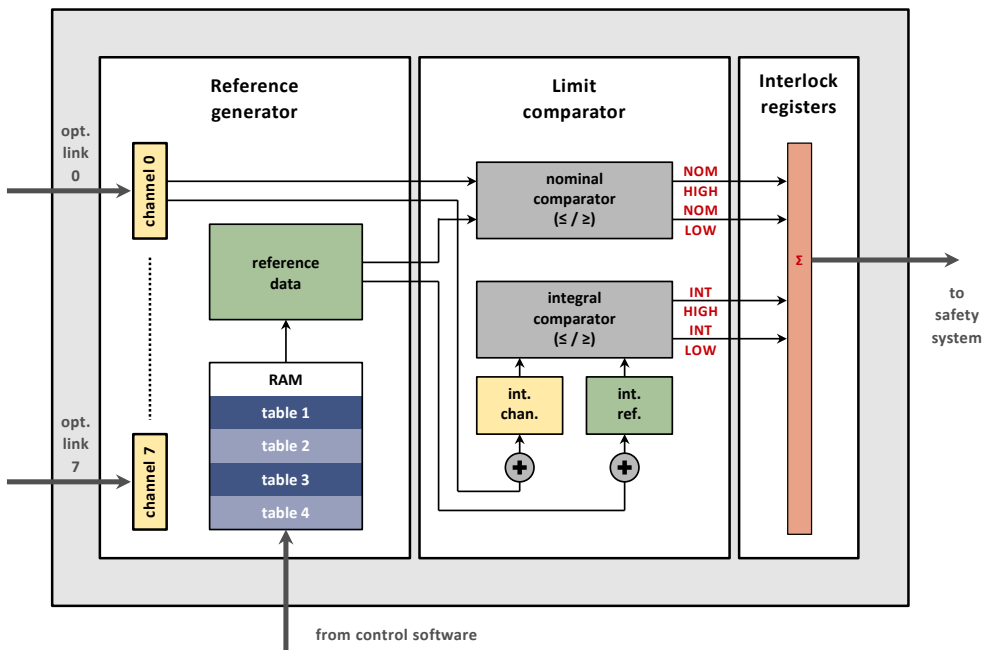 Reference
generator
Limit
comparator
Interlock
registers
opt.
link
0
channel 0
nominal
comparator
(≤ / ≥)
NOM
HIGH
NOM
LOW
reference
data
integral
comparator
(≤ / ≥)
INT
HIGH
INT
LOW
Σ
to
safety
system
RAM
table 1
table 2
table 3
table 4
int.
chan.
int.
ref.
+
+
opt.
link
7
channel 7
from control software